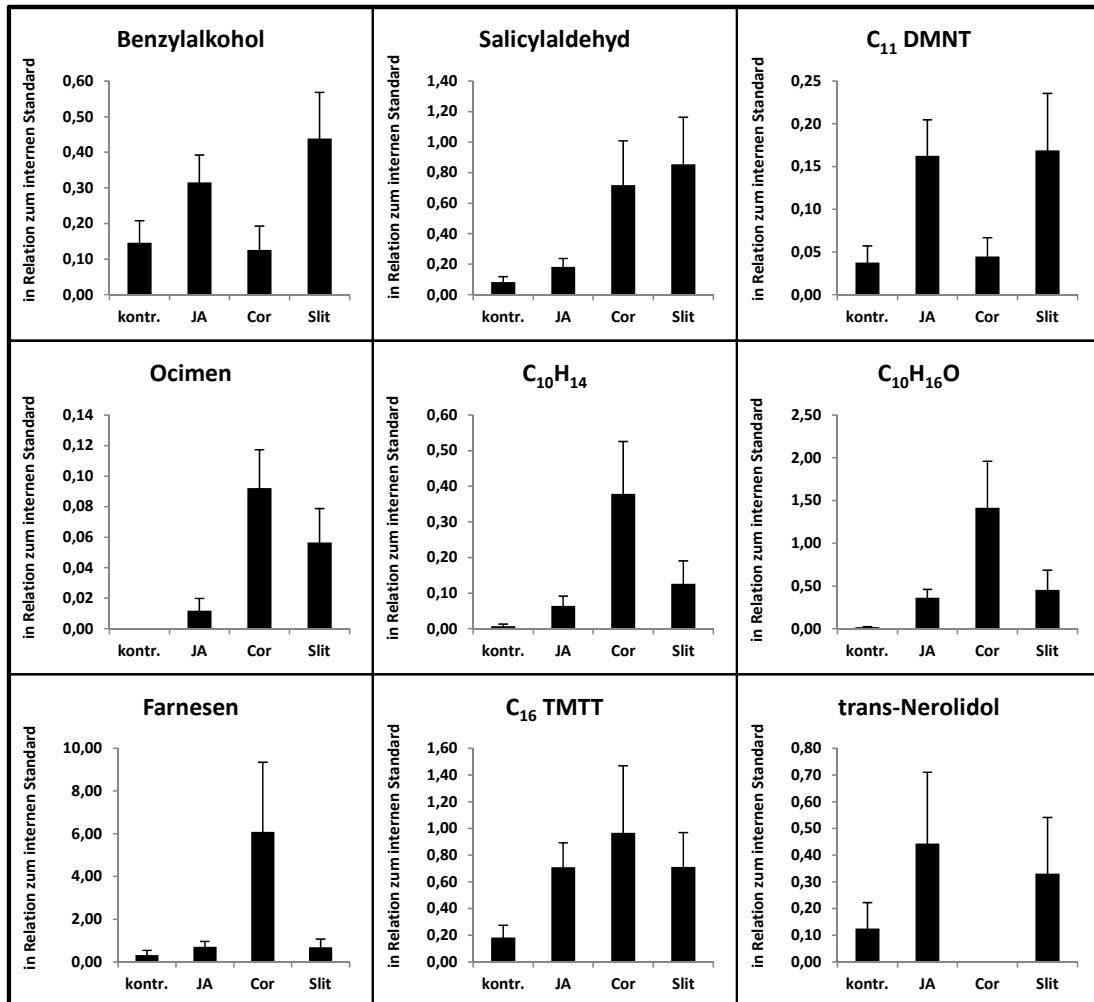 Benzylalkohol
in Relation zum internen Standard
0,60
0,50
0,40
0,30
0,20
0,10
0,00
kontr. JA Cor Slit
Salicylaldehyd
in Relation zum internen Standard
1,40
1,20
1,00
0,80
0,60
0,40
0,20
0,00
kontr. JA Cor Slit
C₁₁ DMNT
in Relation zum internen Standard
0,25
0,20
0,15
0,10
0,05
0,00
kontr. JA Cor Slit
Ocimen
in Relation zum internen Standard
0,14
0,12
0,10
0,08
0,06
0,04
0,02
0,00
kontr. JA Cor Slit
C₁₀H₁₄
in Relation zum internen Standard
0,60
0,50
0,40
0,30
0,20
0,10
0,00
kontr. JA Cor Slit
C₁₀H₁₆O
in Relation zum internen Standard
2,50
2,00
1,50
1,00
0,50
0,00
kontr. JA Cor Slit
Farnesen
in Relation zum internen Standard
10,00
8,00
6,00
4,00
2,00
0,00
kontr. JA Cor Slit
C₁₆ TMTT
in Relation zum internen Standard
1,60
1,40
1,20
1,00
0,80
0,60
0,40
0,20
0,00
kontr. JA Cor Slit
trans-Nerolidol
in Relation zum internen Standard
0,80
0,70
0,60
0,50
0,40
0,30
0,20
0,10
0,00
kontr. JA Cor Slit